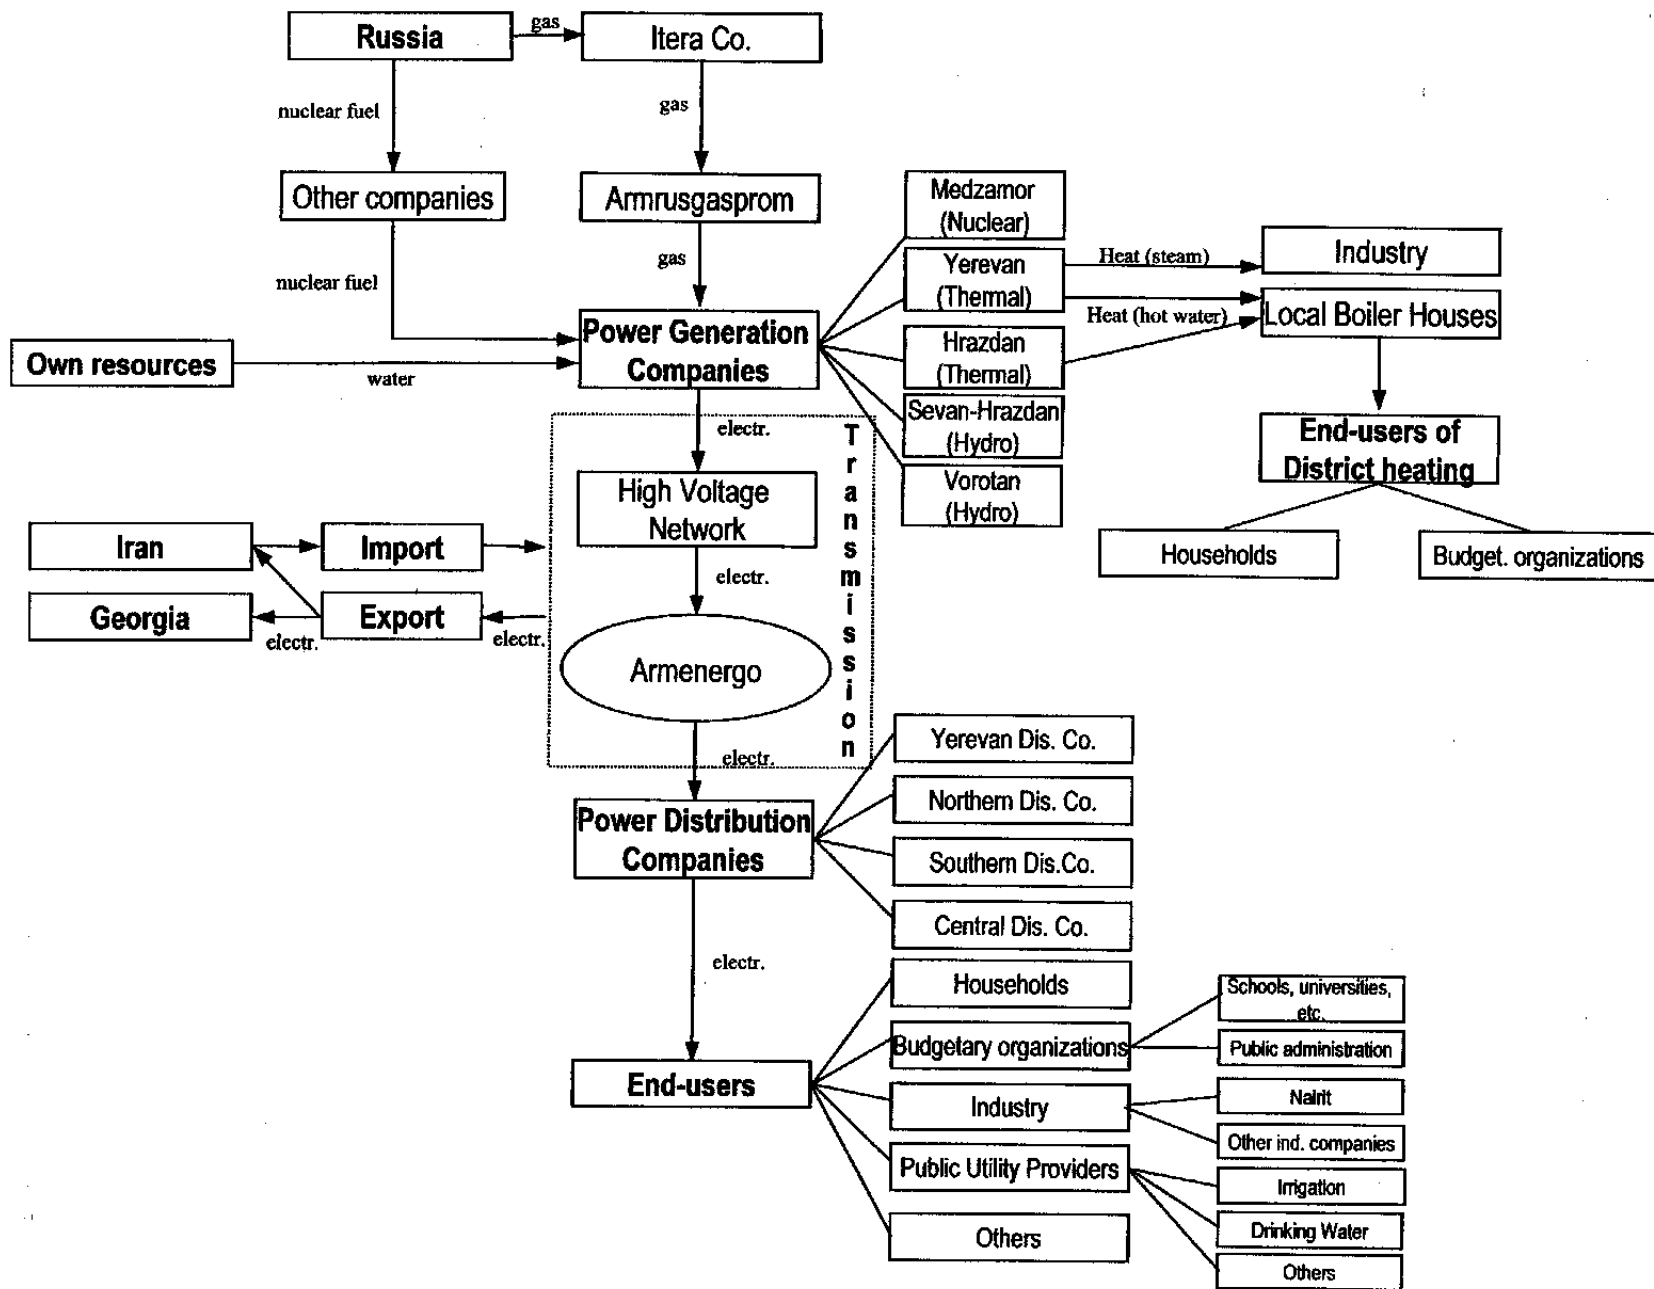 Russia
gas
Itera Co.
nuclear fuel
gas
Other companies
Armrusgasprom
Medzamor
(Nuclear)
nuclear fuel
gas
Yerevan
(Thermal)
Heat (steam)
Industry
Heat (hot water)
Local Boiler Houses
Own resources
water
Power Generation
Companies
Hrazdan
(Thermal)
Sevan-Hrazdan
(Hydro)
Vorotan
(Hydro)
End-users of
District heating
Households
Budget. organizations
electr.
Transmission
High Voltage
Network
electr.
Iran
Import
Georgia
electr.
Export
electr.
Armenergo
electr.
Power Distribution
Companies
Yerevan Dis. Co.
Northern Dis. Co.
Southern Dis.Co.
Central Dis. Co.
electr.
End-users
Households
Budgetary organizations
Schools, universities,
etc.
Public administration
Industry
Nairit
Other ind. companies
Public Utility Providers
Irrigation
Drinking Water
Others
Others